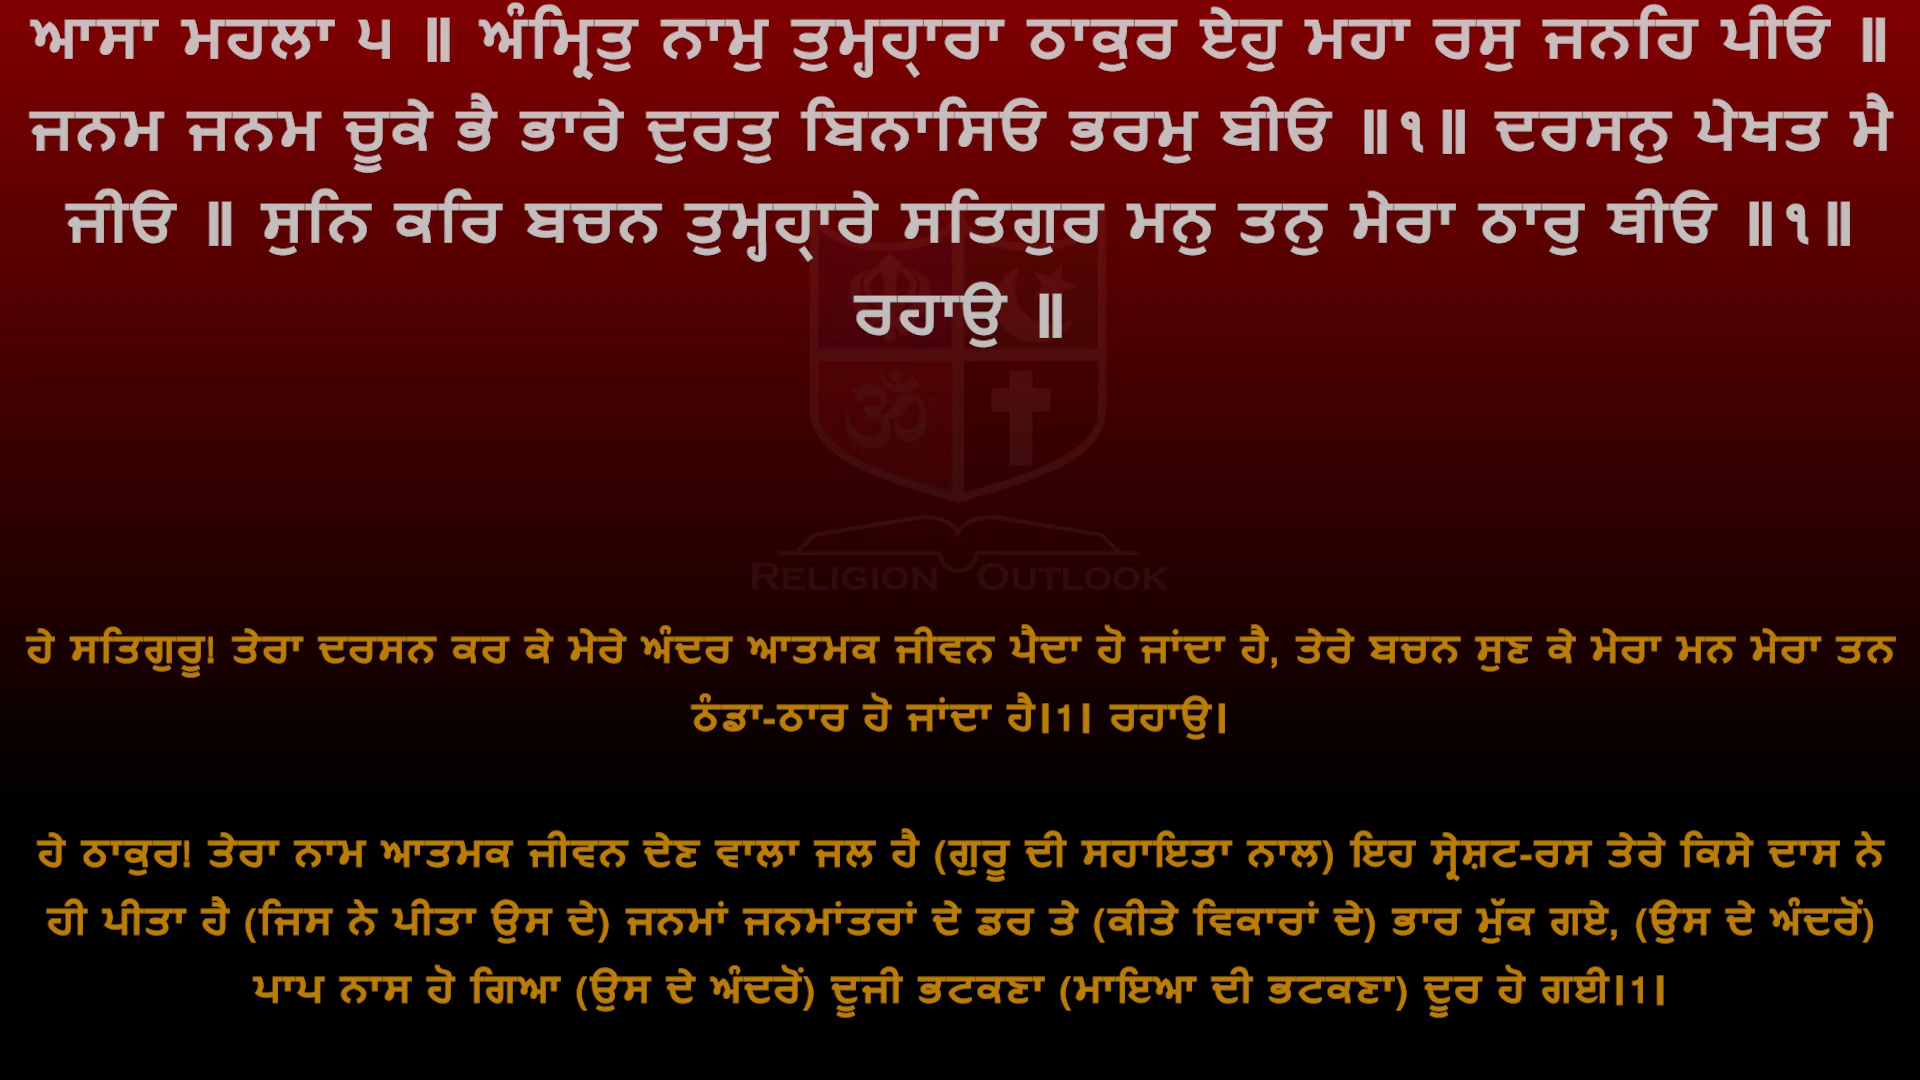 ਆਸਾ ਮਹਲਾ ੫ ॥ ਅੰਮ੍ਰਿਤੁ ਨਾਮੁ ਤੁਮ੍ਹ੍ਹਾਰਾ ਠਾਕੁਰ ਏਹੁ ਮਹਾ ਰਸੁ ਜਨਹਿ ਪੀਓ ॥
ਜਨਮ ਜਨਮ ਚੂਕੇ ਭੈ ਭਾਰੇ ਦੁਰਤੁ ਬਿਨਾਸਿਓ ਭਰਮੁ ਬੀਓ ॥੧॥ ਦਰਸਨੁ ਪੇਖਤ ਮੈ
ਜੀਓ ॥ ਸੁਨਿ ਕਰਿ ਬਚਨ ਤੁਮ੍ਹ੍ਹਾਰੇ ਸਤਿਗੁਰ ਮਨੁ ਤਨੁ ਮੇਰਾ ਠਾਰੁ ਥੀਓ ॥੧॥
ਰਹਾਉ ॥
RELIGION OUTLOOK
ਹੇ ਸਤਿਗੁਰੂ! ਤੇਰਾ ਦਰਸਨ ਕਰ ਕੇ ਮੇਰੇ ਅੰਦਰ ਆਤਮਕ ਜੀਵਨ ਪੈਦਾ ਹੋ ਜਾਂਦਾ ਹੈ, ਤੇਰੇ ਬਚਨ ਸੁਣ ਕੇ ਮੇਰਾ ਮਨ ਮੇਰਾ ਤਨ
ਠੰਡਾ-ਠਾਰ ਹੋ ਜਾਂਦਾ ਹੈ।1। ਰਹਾਉ।
ਹੇ ਠਾਕੁਰ! ਤੇਰਾ ਨਾਮ ਆਤਮਕ ਜੀਵਨ ਦੇਣ ਵਾਲਾ ਜਲ ਹੈ (ਗੁਰੂ ਦੀ ਸਹਾਇਤਾ ਨਾਲ) ਇਹ ਸ੍ਰੇਸ਼ਟ-ਰਸ ਤੇਰੇ ਕਿਸੇ ਦਾਸ ਨੇ
ਹੀ ਪੀਤਾ ਹੈ (ਜਿਸ ਨੇ ਪੀਤਾ ਉਸ ਦੇ) ਜਨਮਾਂ ਜਨਮਾਂਤਰਾਂ ਦੇ ਡਰ ਤੇ (ਕੀਤੇ ਵਿਕਾਰਾਂ ਦੇ) ਭਾਰ ਮੁੱਕ ਗਏ, (ਉਸ ਦੇ ਅੰਦਰੋਂ)
ਪਾਪ ਨਾਸ ਹੋ ਗਿਆ (ਉਸ ਦੇ ਅੰਦਰੋਂ) ਦੂਜੀ ਭਟਕਣਾ (ਮਾਇਆ ਦੀ ਭਟਕਣਾ) ਦੂਰ ਹੋ ਗਈ।1।